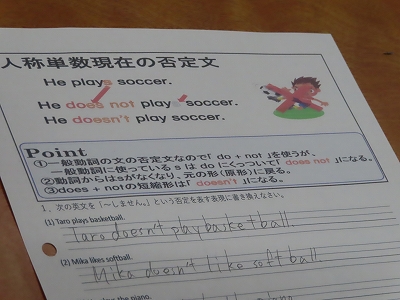 人称単数現在の否定文
He plays soccer.
He does not plays soccer.
He doesn't play soccer.
Point
①一般動詞の文の否定文なので「 do + not 」を使うが、
一般動詞に使っている s は do にくっついて「 does not 」になる。
②動詞からはsがなくなり、元の形(原形)に戻る。
③does + notの短縮形は「 doesn't 」になる。
1. 次の英文を「〜しません。」という否定を表す表現に書き換えなさい。
(1) Taro plays basketball.
Taro doesn't play basketball.
(2) Mika likes softball.
Mika doesn't like softball.
the piano.